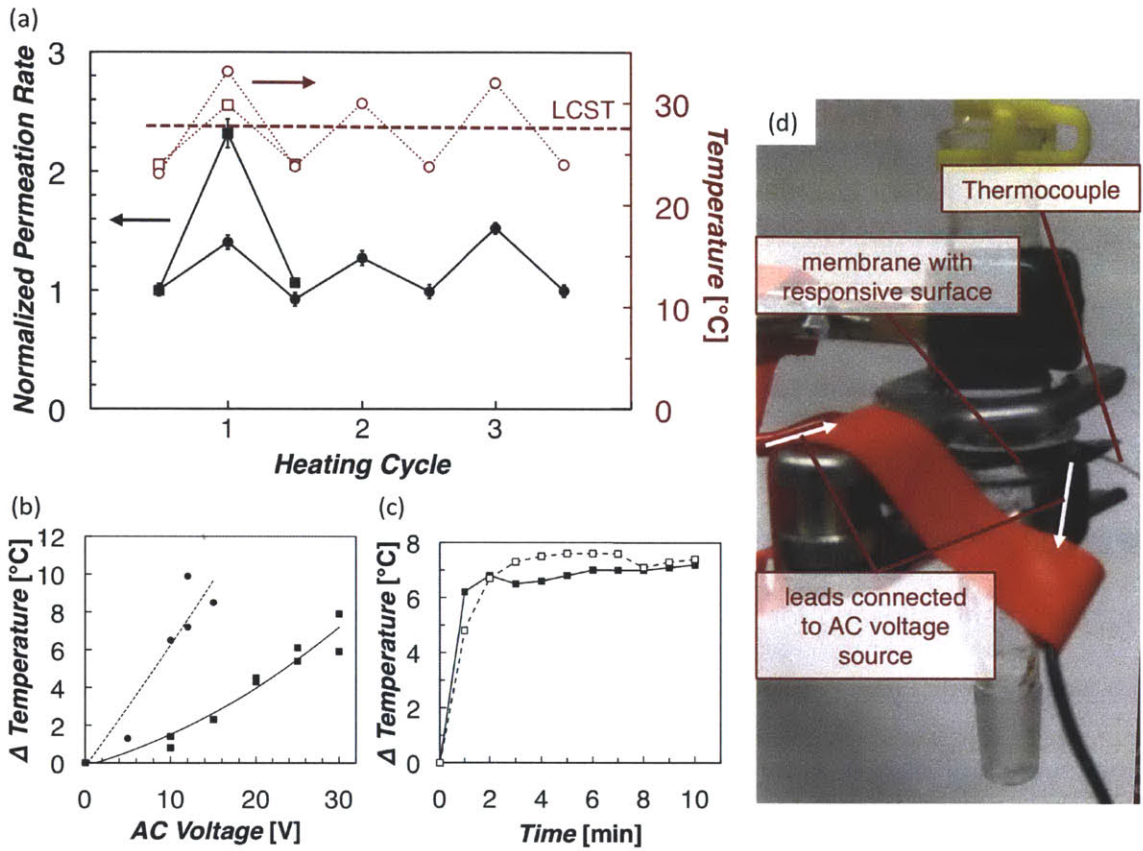 (a)
Normalized Permeation Rate
3
2
1
0
LCST
30
20
10
0
Temperature [°C]
1 2 3
Heating Cycle
(b)
Δ Temperature [°C]
12
10
8
6
4
2
0
0 10 20 30
AC Voltage [V]
(c)
Δ Temperature [°C]
8
6
4
2
0
0 2 4 6 8 10
Time [min]
(d)
Thermocouple
membrane with
responsive surface
leads connected
to AC voltage
source